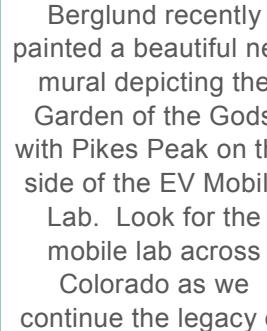 Berglund recently
painted a beautiful
mural depicting the
Garden of the Gods
with Pikes Peak on
side of the EV
Lab.  Look for the
mobile lab across
Colorado as we
continue the legacy